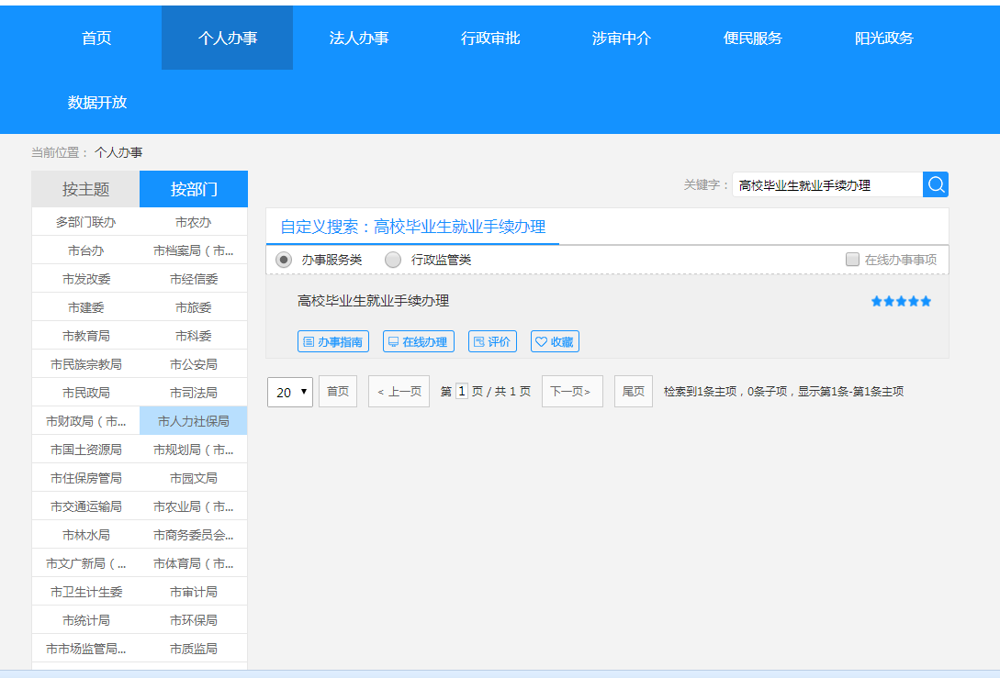 首页 个人办事 法人办事 行政审批 涉审中介 便民服务 阳光政务
数据开放
当前位置： 个人办事
按主题 按部门
关键字： 高校毕业生就业手续办理
多部门联办 市农办
市台办 市档案局（市...
市发改委 市经信委
市建委 市旅委
市教育局 市科委
市民族宗教局 市公安局
市民政局 市司法局
市财政局（市... 市人力社保局
市国土资源局 市规划局（市...
市住保房管局 市园文局
市交通运输局 市农业局（市...
市林水局 市商务委员会...
市文广新局（... 市体育局（市...
市卫生计生委 市审计局
市统计局 市环保局
市市场监管局... 市质监局
自定义搜索：高校毕业生就业手续办理
办事服务类 行政监管类 在线办事事项
高校毕业生就业手续办理
办事指南 在线办理 评价 收藏
20 首页 < 上一页 第 1 页 / 共 1 页 下一页> 尾页 检索到1条主项，0条子项，显示第1条-第1条主项